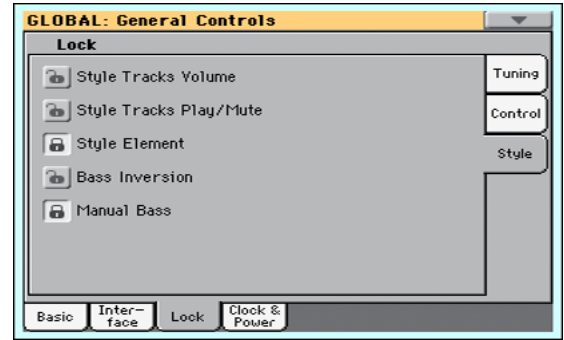 GLOBAL: General Controls
Lock
Style Tracks Volume
Style Tracks Play/Mute
Style Element
Bass Inversion
Manual Bass
Tuning
Control
Style
Basic
Inter-
face
Lock
Clock &
Power